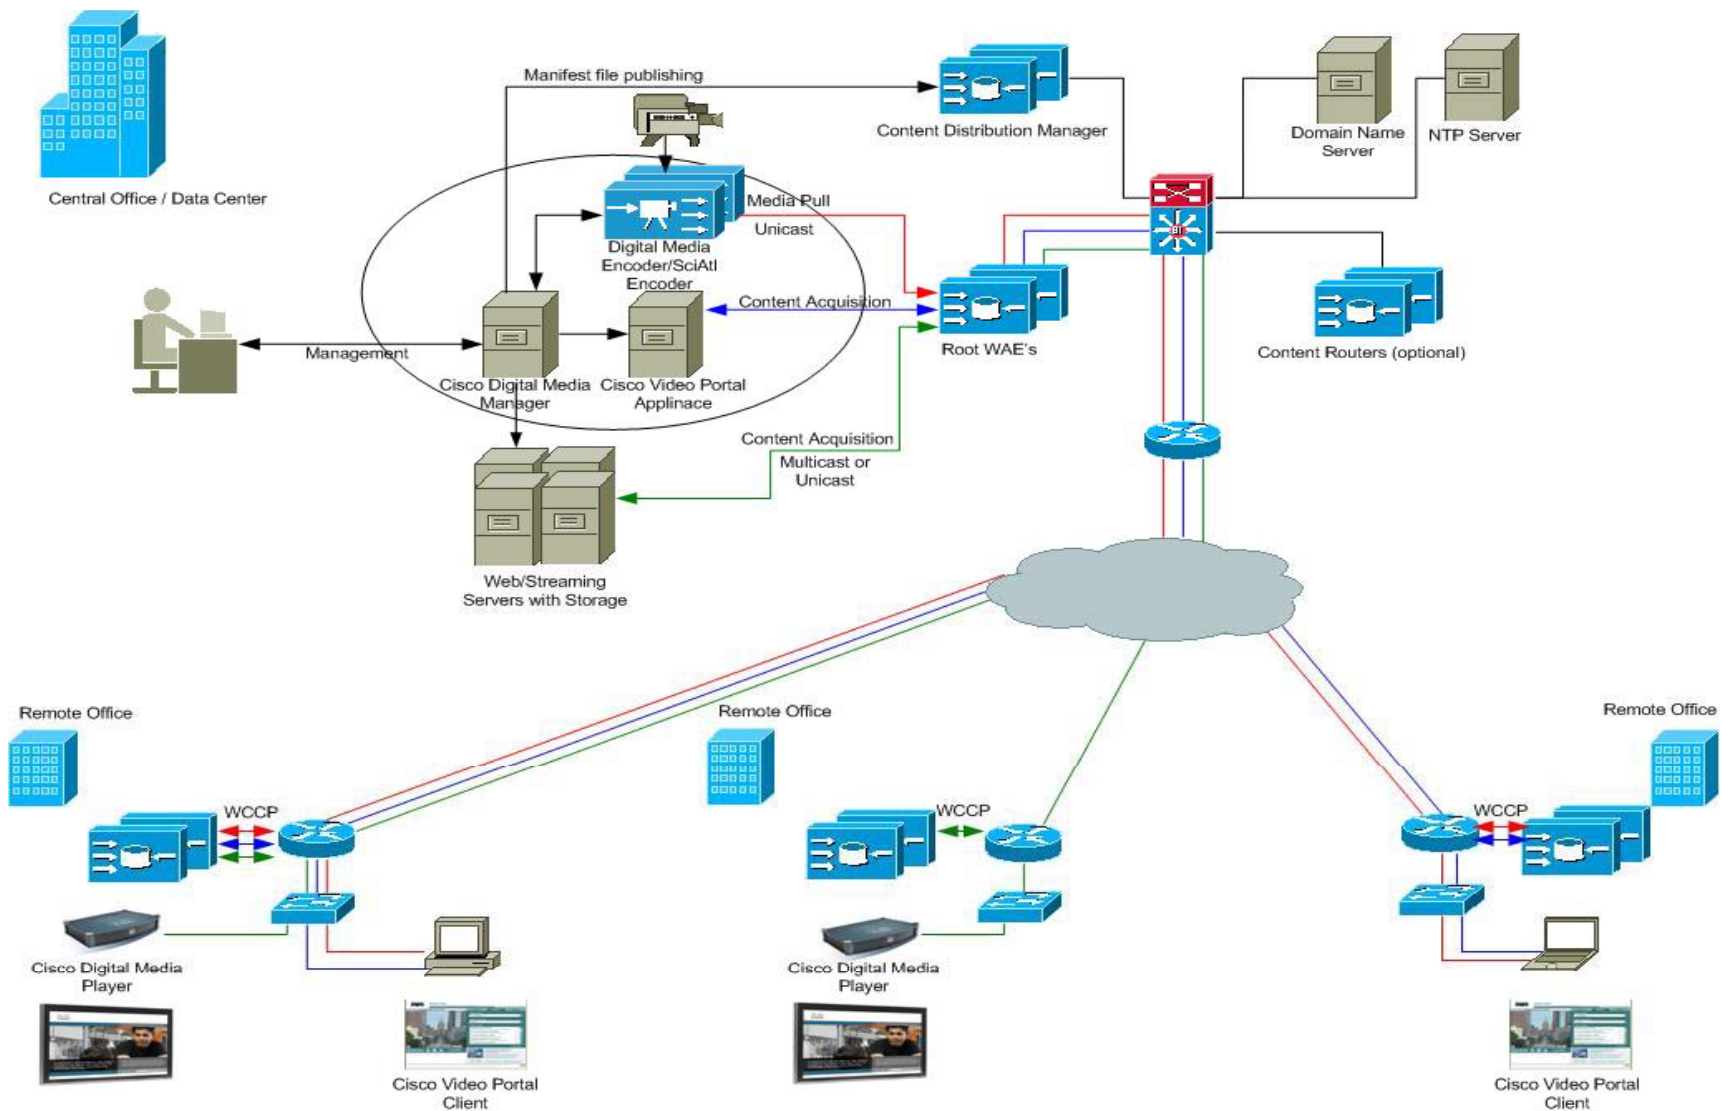 Manifest file publishing
Content Distribution Manager
Domain Name
Server
NTP Server
Central Office / Data Center
Media Pull
Unicast
Digital Media
Encoder/SciAtl
Encoder
Content Acquisition
Root WAE's
Content Routers (optional)
Management
Cisco Digital Media
Manager
Cisco Video Portal
Applinace
Content Acquisition
Multicast or
Unicast
Web/Streaming
Servers with Storage
Remote Office
Remote Office
Remote Office
WCCP
WCCP
WCCP
Cisco Digital Media
Player
Cisco Digital Media
Player
Cisco Video Portal
Client
Cisco Video Portal
Client